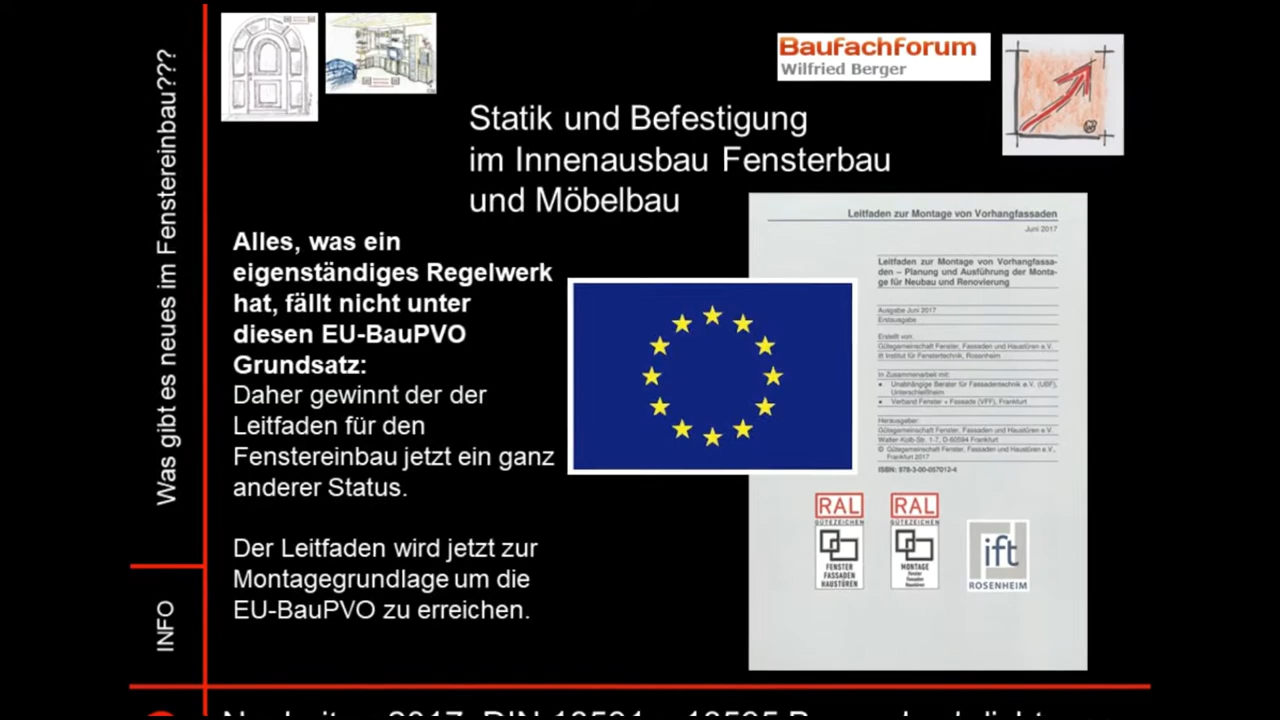 Was gibt es neues im Fenstereinbau???
INFO
BaufachForum
Wilfried Berger
Statik und Befestigung
im Innenausbau Fensterbau
und Möbelbau
Alles, was ein
eigenständiges Regelwerk
hat, fällt nicht unter
diesen EU-BauPVO
Grundsatz:
Daher gewinnt der der
Leitfaden für den
Fenstereinbau jetzt ein ganz
anderer Status.
Der Leitfaden wird jetzt zur
Montagegrundlage um die
EU-BauPVO zu erreichen.
Leitfaden zur Montage von Vorhangfassaden
Juni 2017
Leitfaden zur Montage von Vorhangfassa-
den – Planung und Ausführung der Monta-
ge für Neubau und Renovierung
Ausgabe Juni 2017
Erstausgabe
Erstellt von:
Gütegemeinschaft Fenster, Fassaden und Haustüren e.V.
ift Institut für Fenstertechnik, Rosenheim
In Zusammenarbeit mit:
• Unabhängige Berater für Fassadentechnik e.V. (UBF),
Unterschleißheim
• Verband Fenster + Fassade (VFF), Frankfurt
Herausgeber:
Gütegemeinschaft Fenster, Fassaden und Haustüren e.V.
Walter-Kolb-Str. 1-7, D-60594 Frankfurt
© Gütegemeinschaft Fenster, Fassaden und Haustüren e.V.
Frankfurt 2017
ISBN: 978-3-00-057012-4
RAL
GÜTEZEICHEN
FENSTER
FASSADEN
HAUSTÜREN
RAL
GÜTEZEICHEN
MONTAGE
Fenster
Fassaden
Haustüren
ift
ROSENHEIM